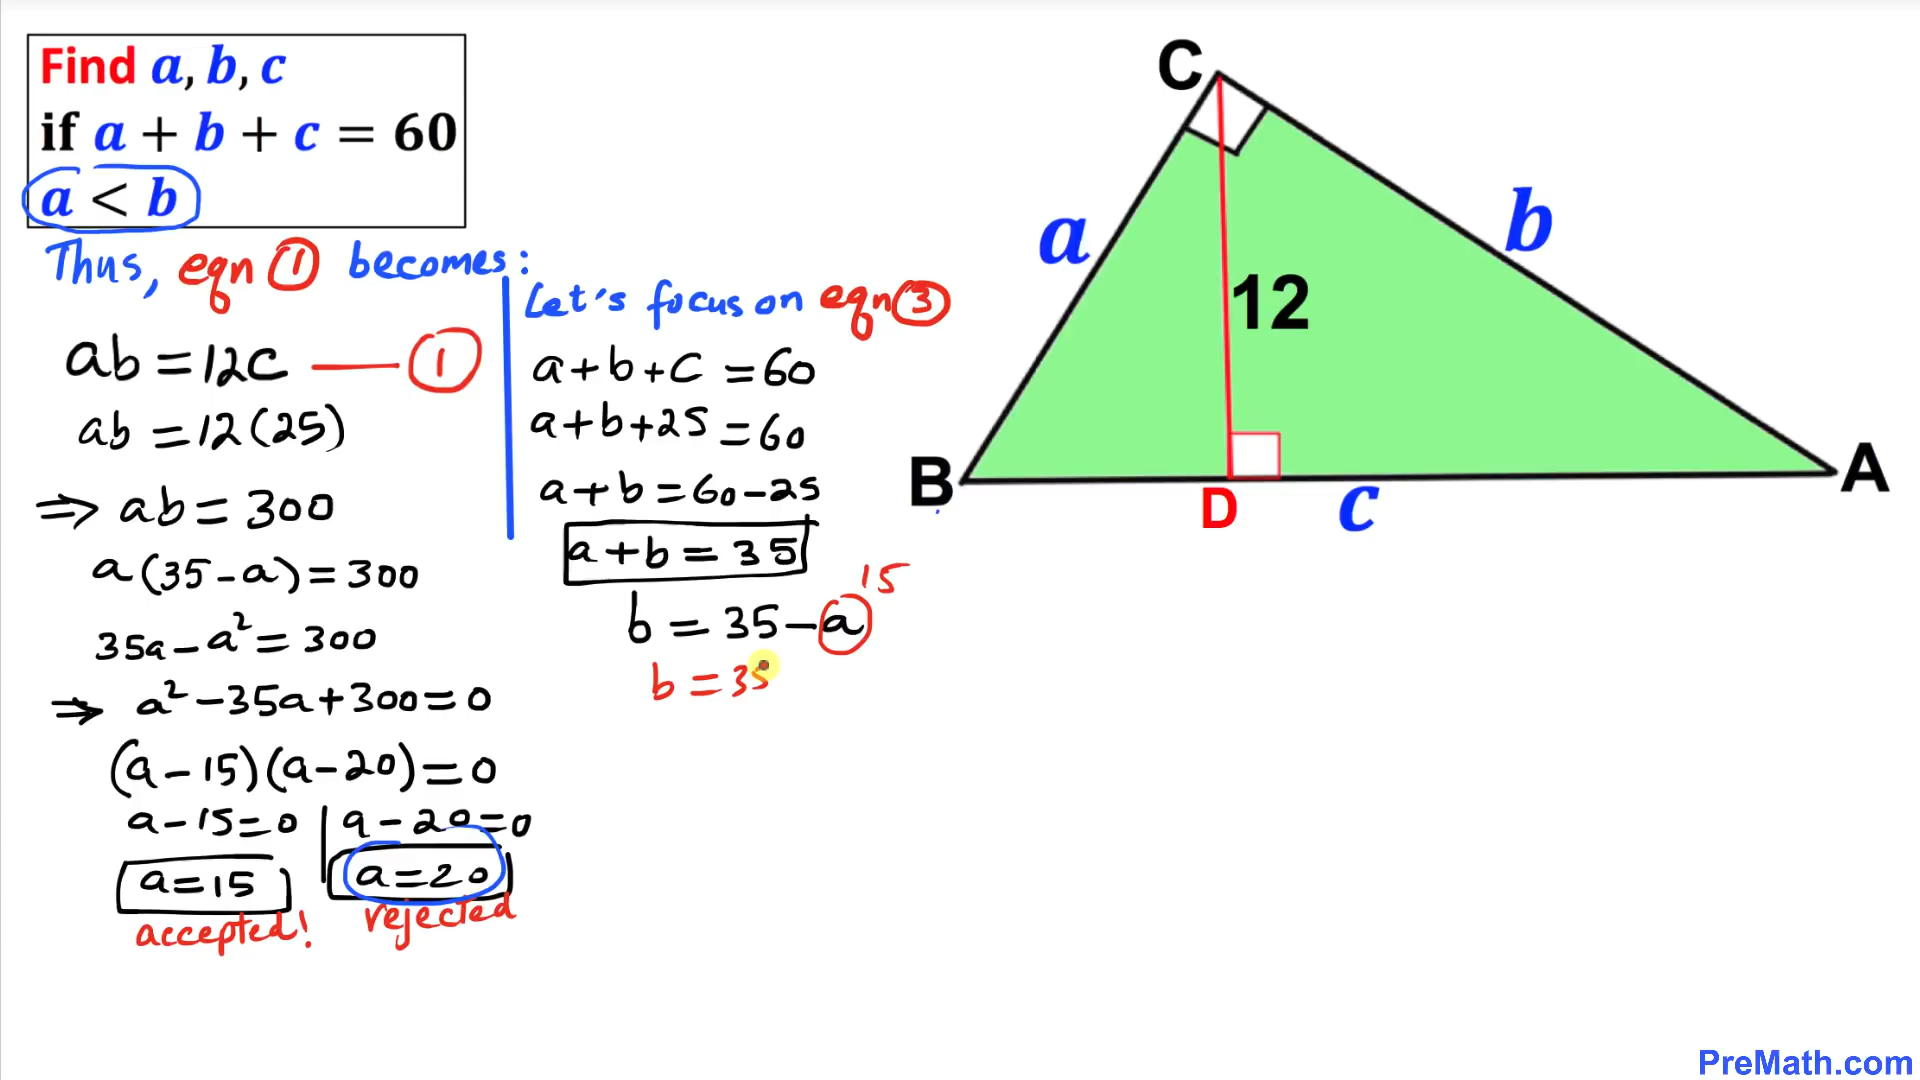 Find a, b, c
if a + b + c = 60
a < b
Thus, eqn ① becomes:
ab = 12c —— ①
ab = 12(25)
⇒ ab = 300
a(35 - a) = 300
35a - a² = 300
⇒ a² - 35a + 300 = 0
(a - 15)(a - 20) = 0
a - 15 = 0 | a - 20 = 0
a = 15
a = 20
accepted!
rejected
Let's focus on eqn ③
a + b + c = 60
a + b + 25 = 60
a + b = 60 - 25
a + b = 35
15
b = 35 - a
b = 35
C
a
b
12
B
A
D
c
PreMath.com